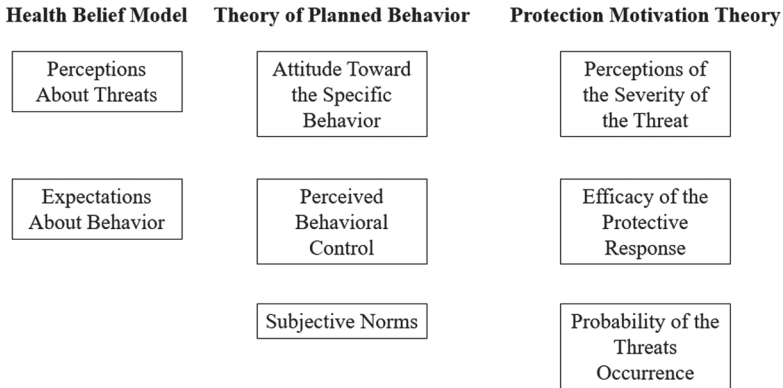 Health Belief Model
Theory of Planned Behavior
Protection Motivation Theory
Perceptions
About Threats
Attitude Toward
the Specific
Behavior
Perceptions of
the Severity of
the Threat
Expectations
About Behavior
Perceived
Behavioral
Control
Efficacy of the
Protective
Response
Subjective Norms
Probability of the
Threats
Occurrence